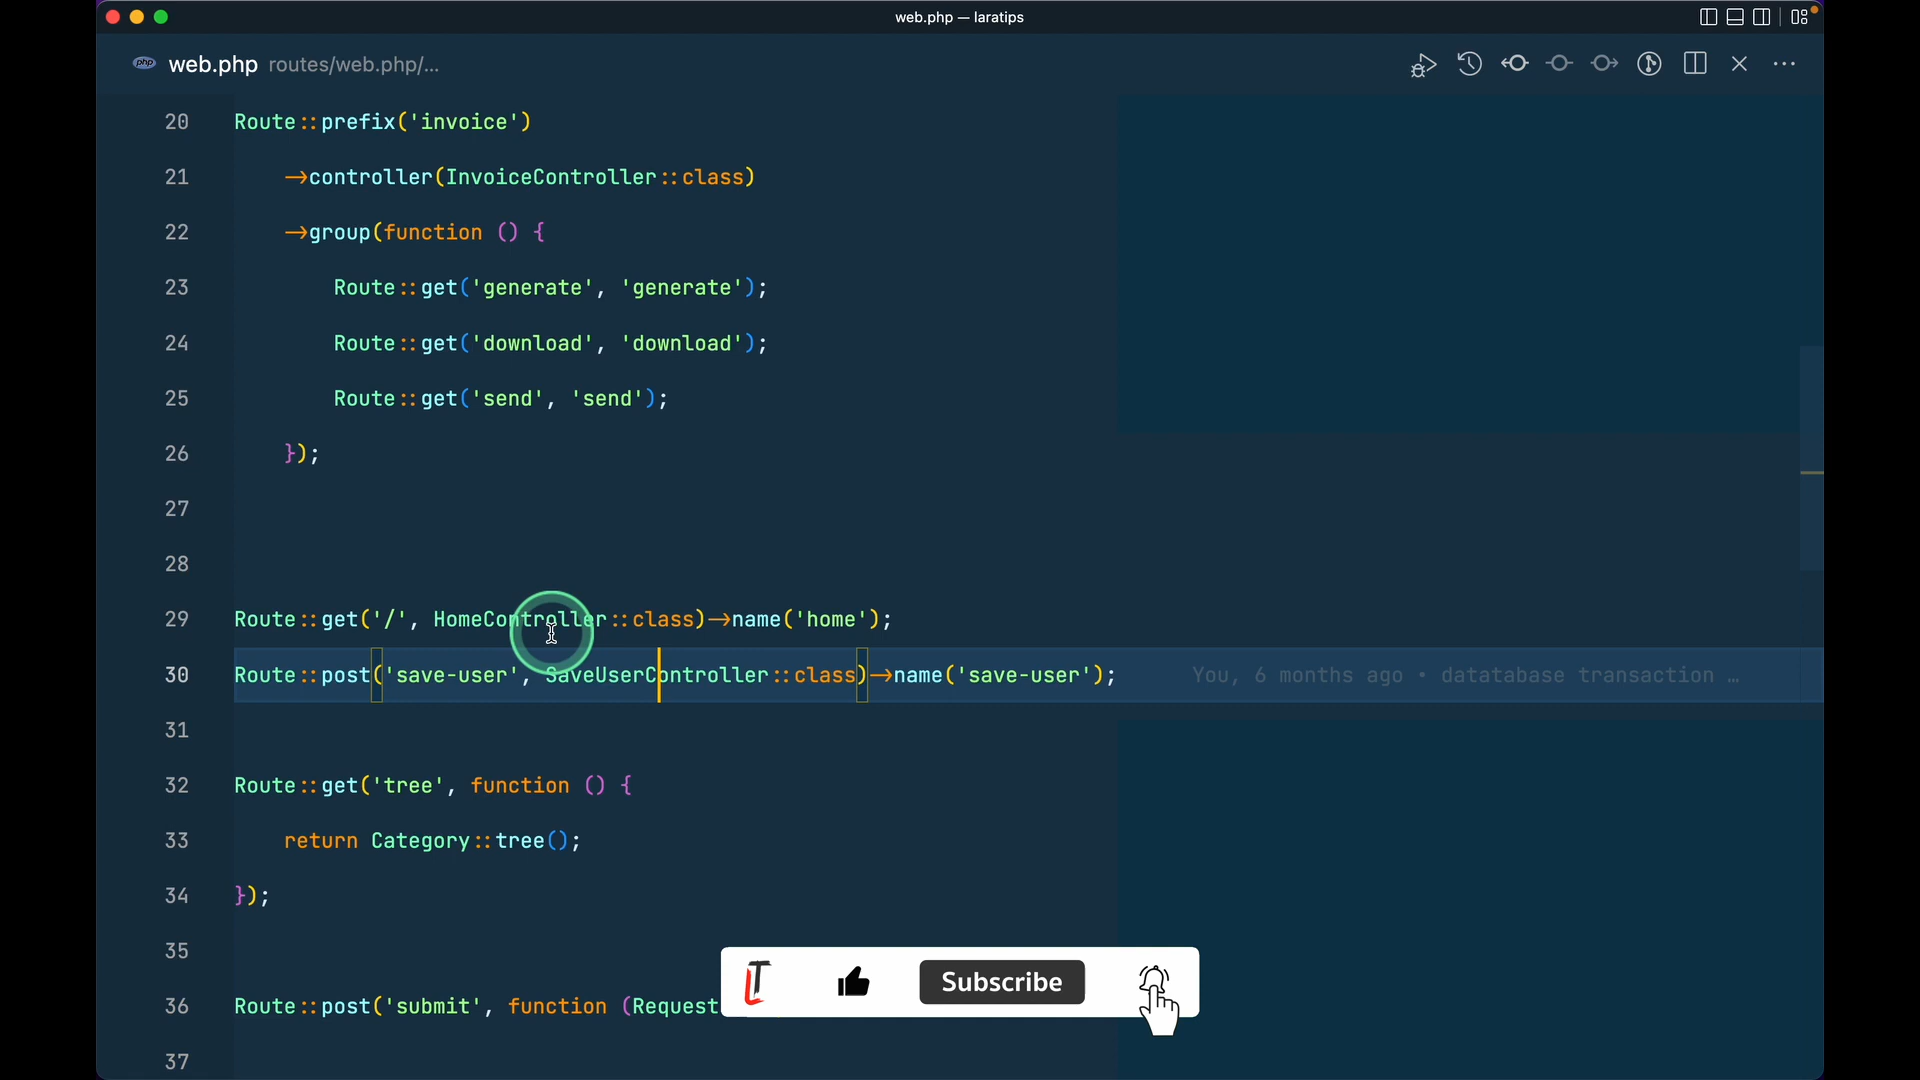 web.php — laratips
php web.php routes/web.php/...
20 Route::prefix('invoice')
21 ->controller(InvoiceController::class)
22 ->group(function () {
23 Route::get('generate', 'generate');
24 Route::get('download', 'download');
25 Route::get('send', 'send');
26 });
27
28
29 Route::get('/', HomeController::class)->name('home');
30 Route::post('save-user', SaveUserController::class)->name('save-user'); You, 6 months ago • datatabase transaction …
31
32 Route::get('tree', function () {
33 return Category::tree();
34 });
35
36 Route::post('submit', function (Request
37
LT Subscribe